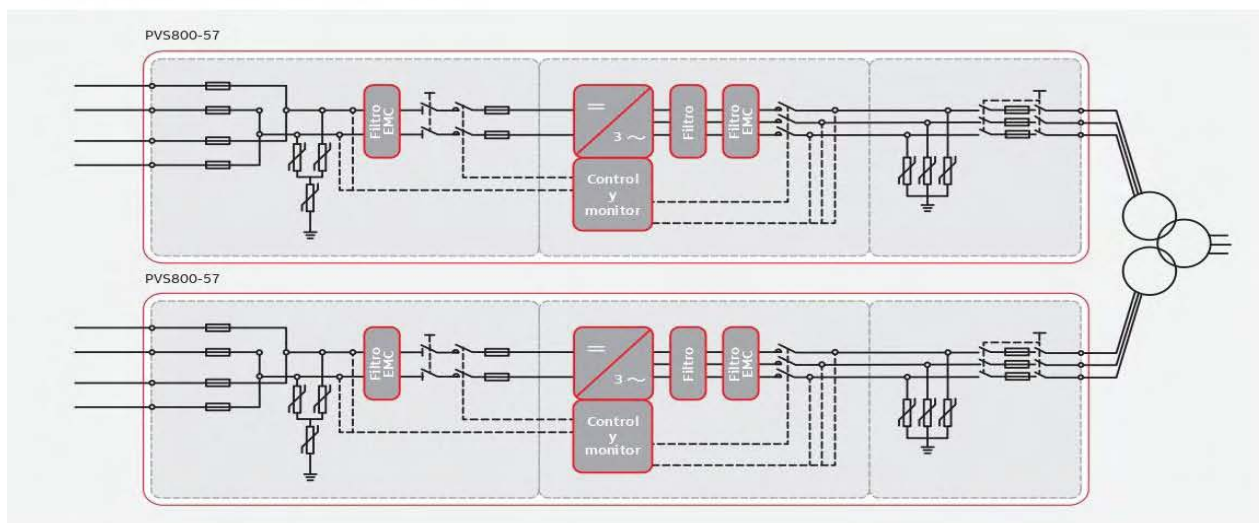 PVS800-57
Filtro
EMC
3
Filtro
Filtro
EMC
Control
y
monitor
PVS800-57
Filtro
EMC
3
Filtro
Filtro
EMC
Control
y
monitor